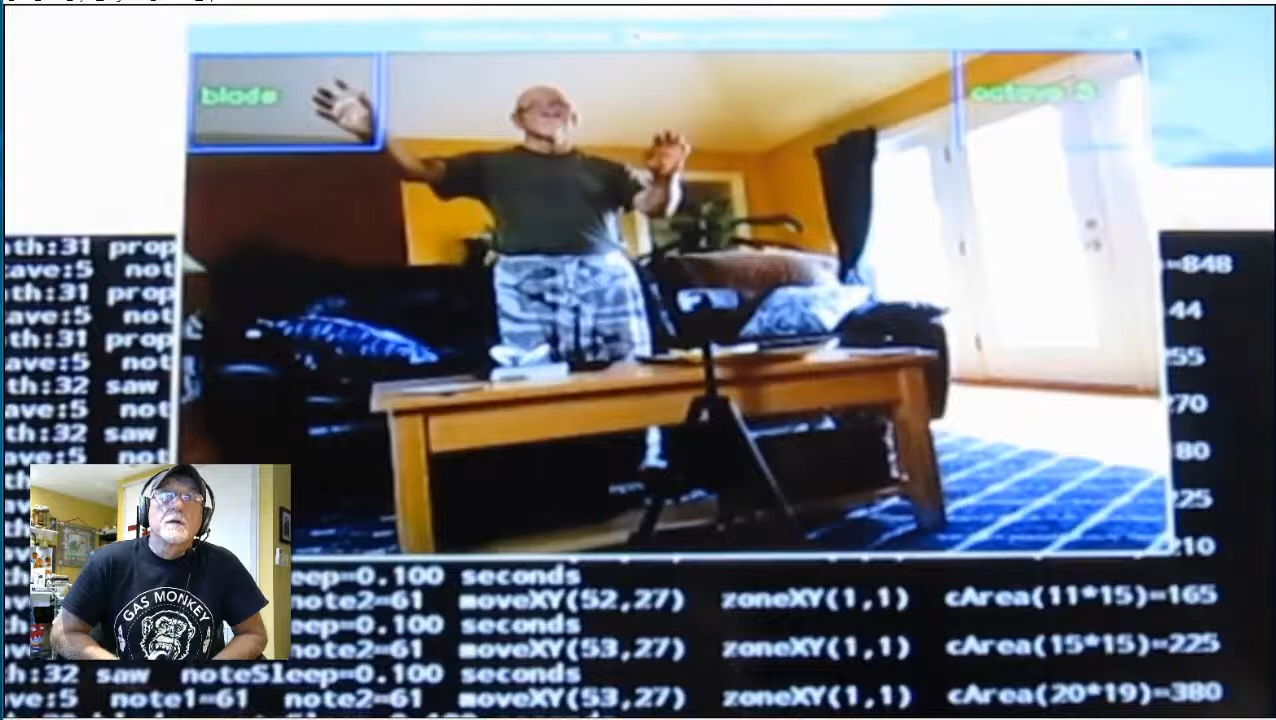 blade
octave 5
th:31 prop
ave:5 not
=848
th:31 prop
ave:5 not
44
th:31 prop
ave:5 not
55
th:32 saw
ave:5 not
270
th:32 saw
ave:5 not
80
225
210
eep=0.100 seconds
note2=61 moveXY(52,27) zoneXY(1,1) cArea(11*15)=165
eep=0.100 seconds
note2=61 moveXY(53,27) zoneXY(1,1) cArea(15*15)=225
h:32 saw noteSleep=0.100 seconds
ve:5 note1=61 note2=61 moveXY(53,27) zoneXY(1,1) cArea(20*19)=380
GAS MONKEY